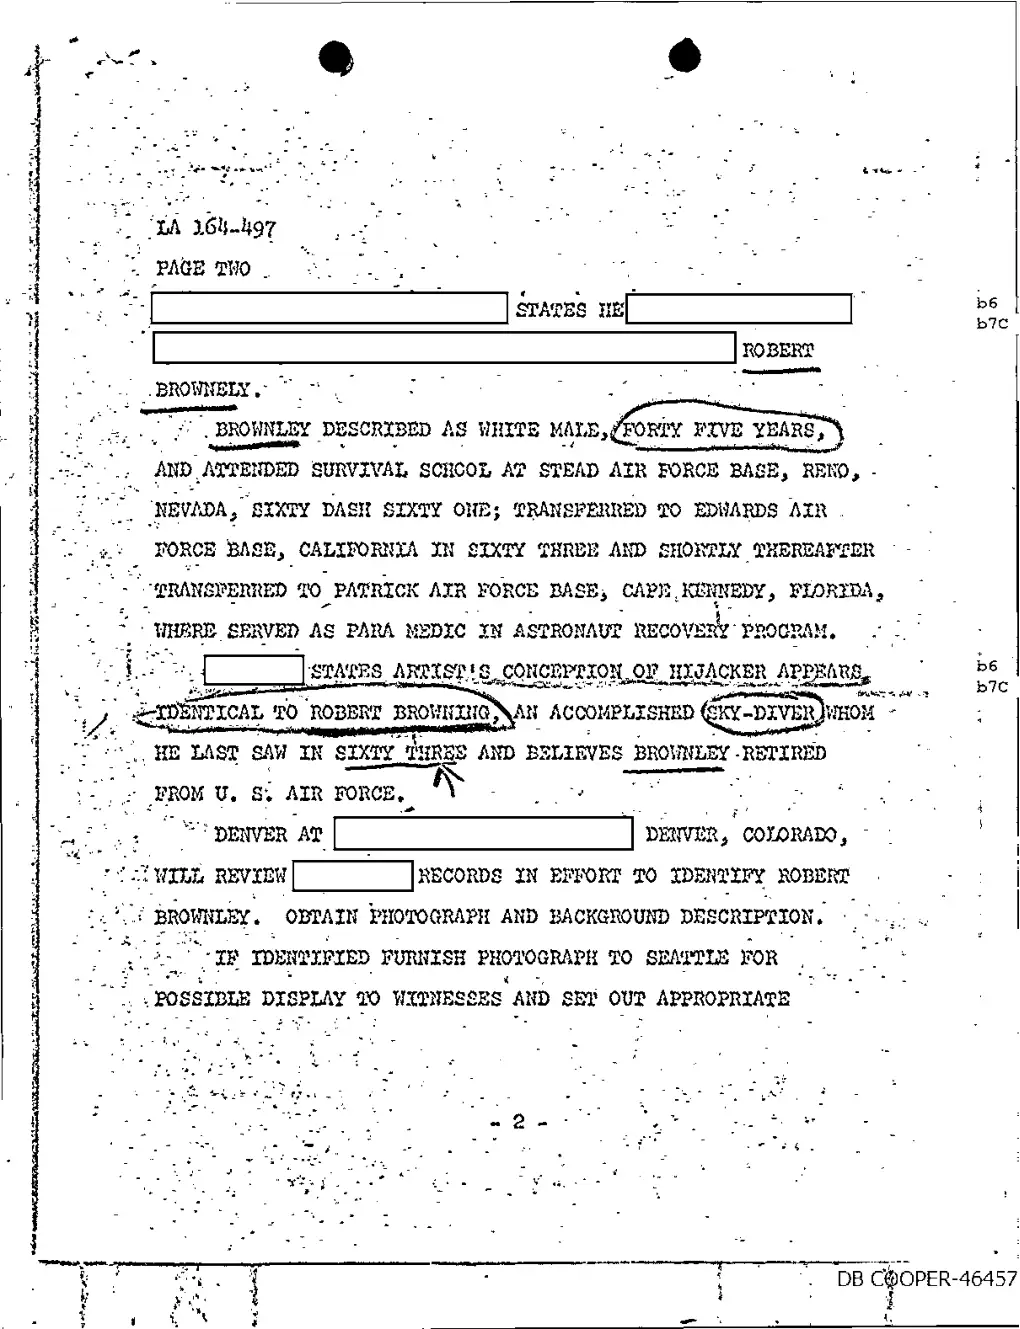 LA 164-497
PAGE TWO
STATES HE
b6
b7C
ROBERT
BROWNELY.
BROWNLEY DESCRIBED AS WHITE MALE, FORTY FIVE YEARS,
AND ATTENDED SURVIVAL SCHOOL AT STEAD AIR FORCE BASE, RENO,
NEVADA, SIXTY DASH SIXTY ONE; TRANSFERRED TO EDWARDS AIR
FORCE BASE, CALIFORNIA IN SIXTY THREE AND SHORTLY THEREAFTER
TRANSFERRED TO PATRICK AIR FORCE BASE, CAPE KENNEDY, FLORIDA,
WHERE SERVED AS PARA MEDIC IN ASTRONAUT RECOVERY PROGRAM.
STATES ARTIST'S CONCEPTION OF HIJACKER APPEARS
b6
b7C
IDENTICAL TO ROBERT BROWNING, AN ACCOMPLISHED SKY-DIVER WHOM
HE LAST SAW IN SIXTY THREE AND BELIEVES BROWNLEY RETIRED
FROM U. S. AIR FORCE.
DENVER AT DENVER, COLORADO,
WILL REVIEW RECORDS IN EFFORT TO IDENTIFY ROBERT
BROWNLEY. OBTAIN PHOTOGRAPH AND BACKGROUND DESCRIPTION.
IF IDENTIFIED FURNISH PHOTOGRAPH TO SEATTLE FOR
POSSIBLE DISPLAY TO WITNESSES AND SET OUT APPROPRIATE
- 2 -
DB COOPER-46457